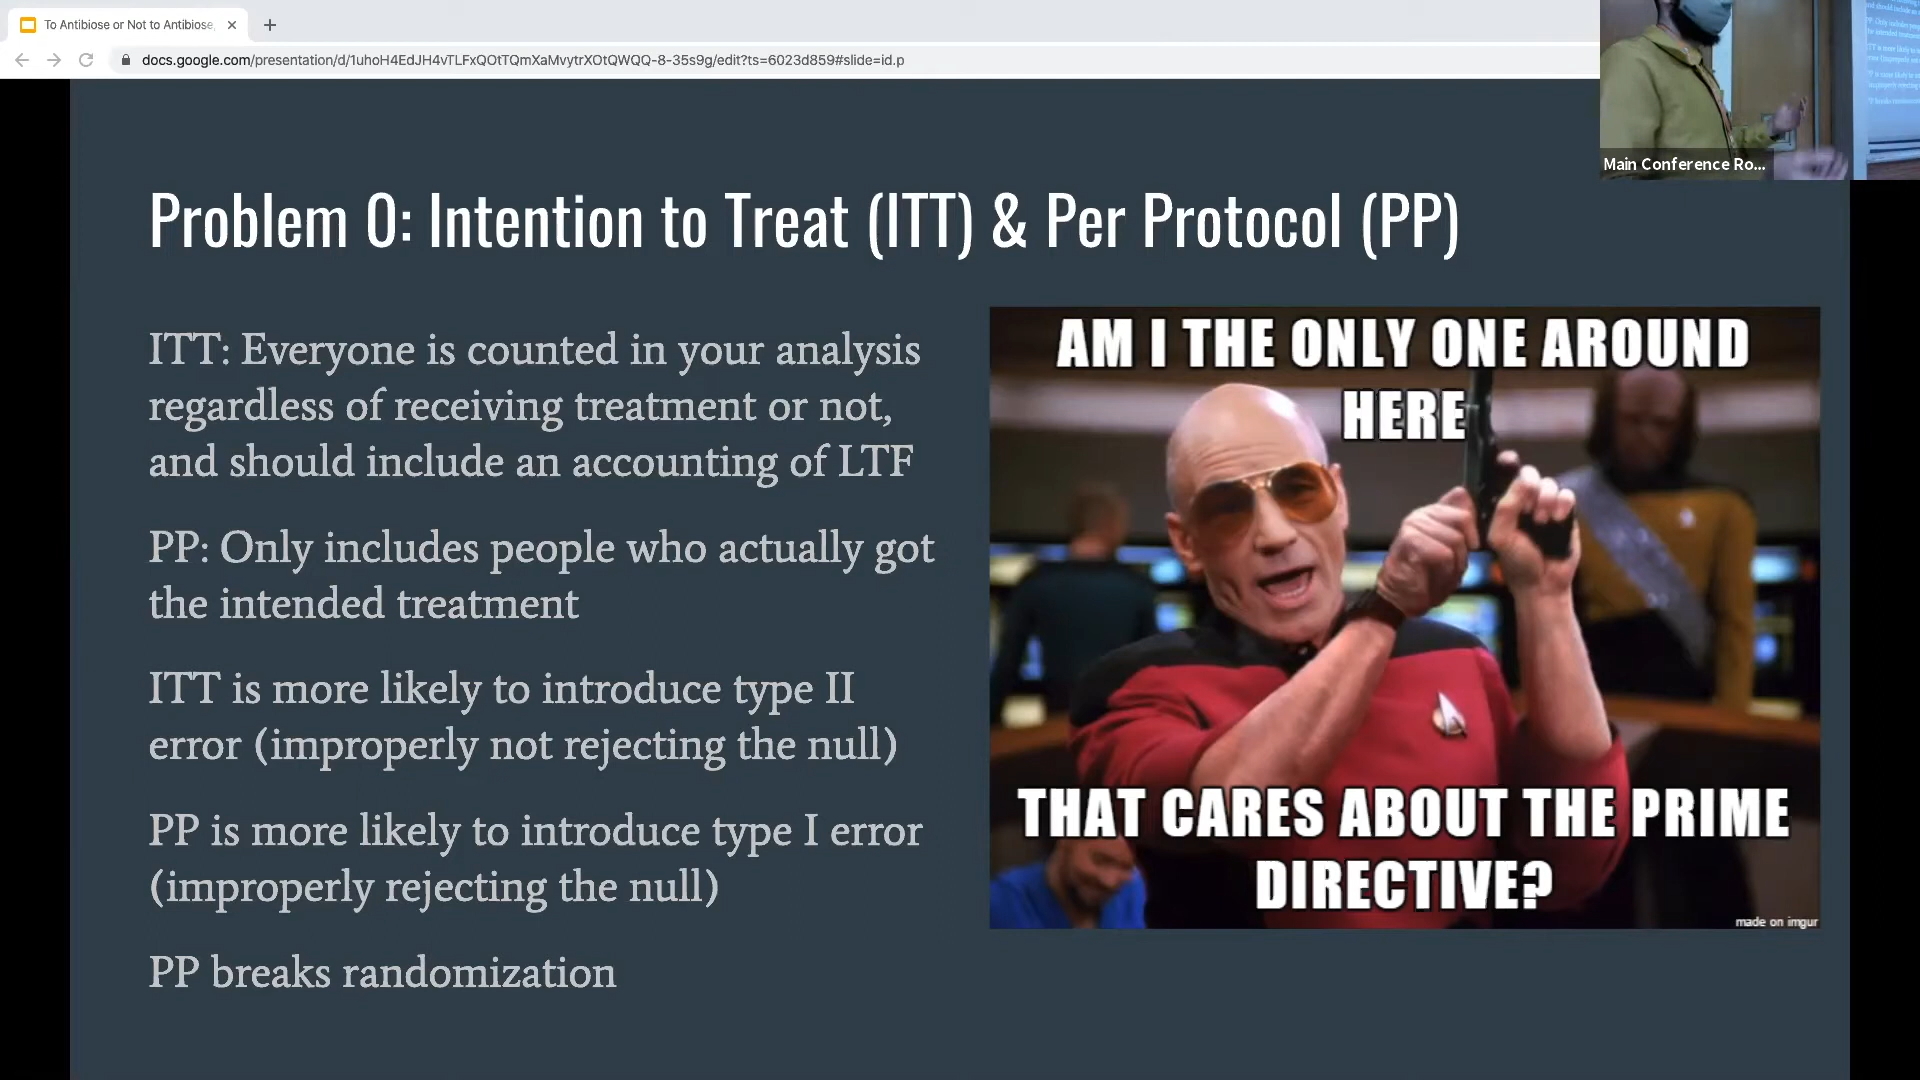 To Antibiose or Not to Antibiose,
docs.google.com/presentation/d/1uhoH4EdJH4vTLFxQOtTQmXaMvytrXOtQWQQ-8-35s9g/edit?ts=6023d859#slide=id.p
Main Conference Ro...
Problem 0: Intention to Treat (ITT) & Per Protocol (PP)
ITT: Everyone is counted in your analysis
regardless of receiving treatment or not,
and should include an accounting of LTF
PP: Only includes people who actually got
the intended treatment
ITT is more likely to introduce type II
error (improperly not rejecting the null)
PP is more likely to introduce type I error
(improperly rejecting the null)
PP breaks randomization
AM I THE ONLY ONE AROUND
HERE
THAT CARES ABOUT THE PRIME
DIRECTIVE?
made on imgur